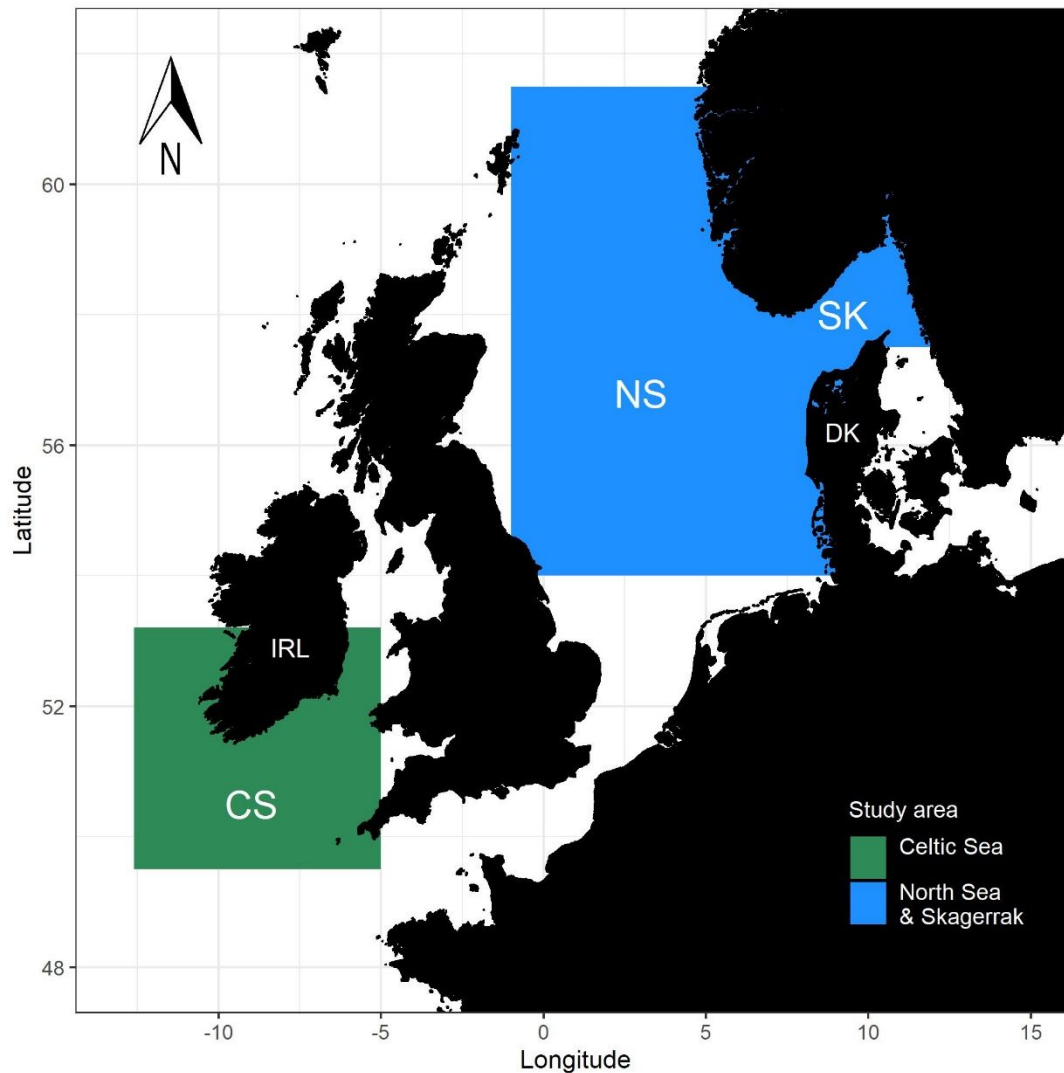 N
60
SK
NS
DK
56
Latitude
IRL
52
CS
Study area
Celtic Sea
North Sea
& Skagerrak
48
-10
-5
0
5
10
15
Longitude